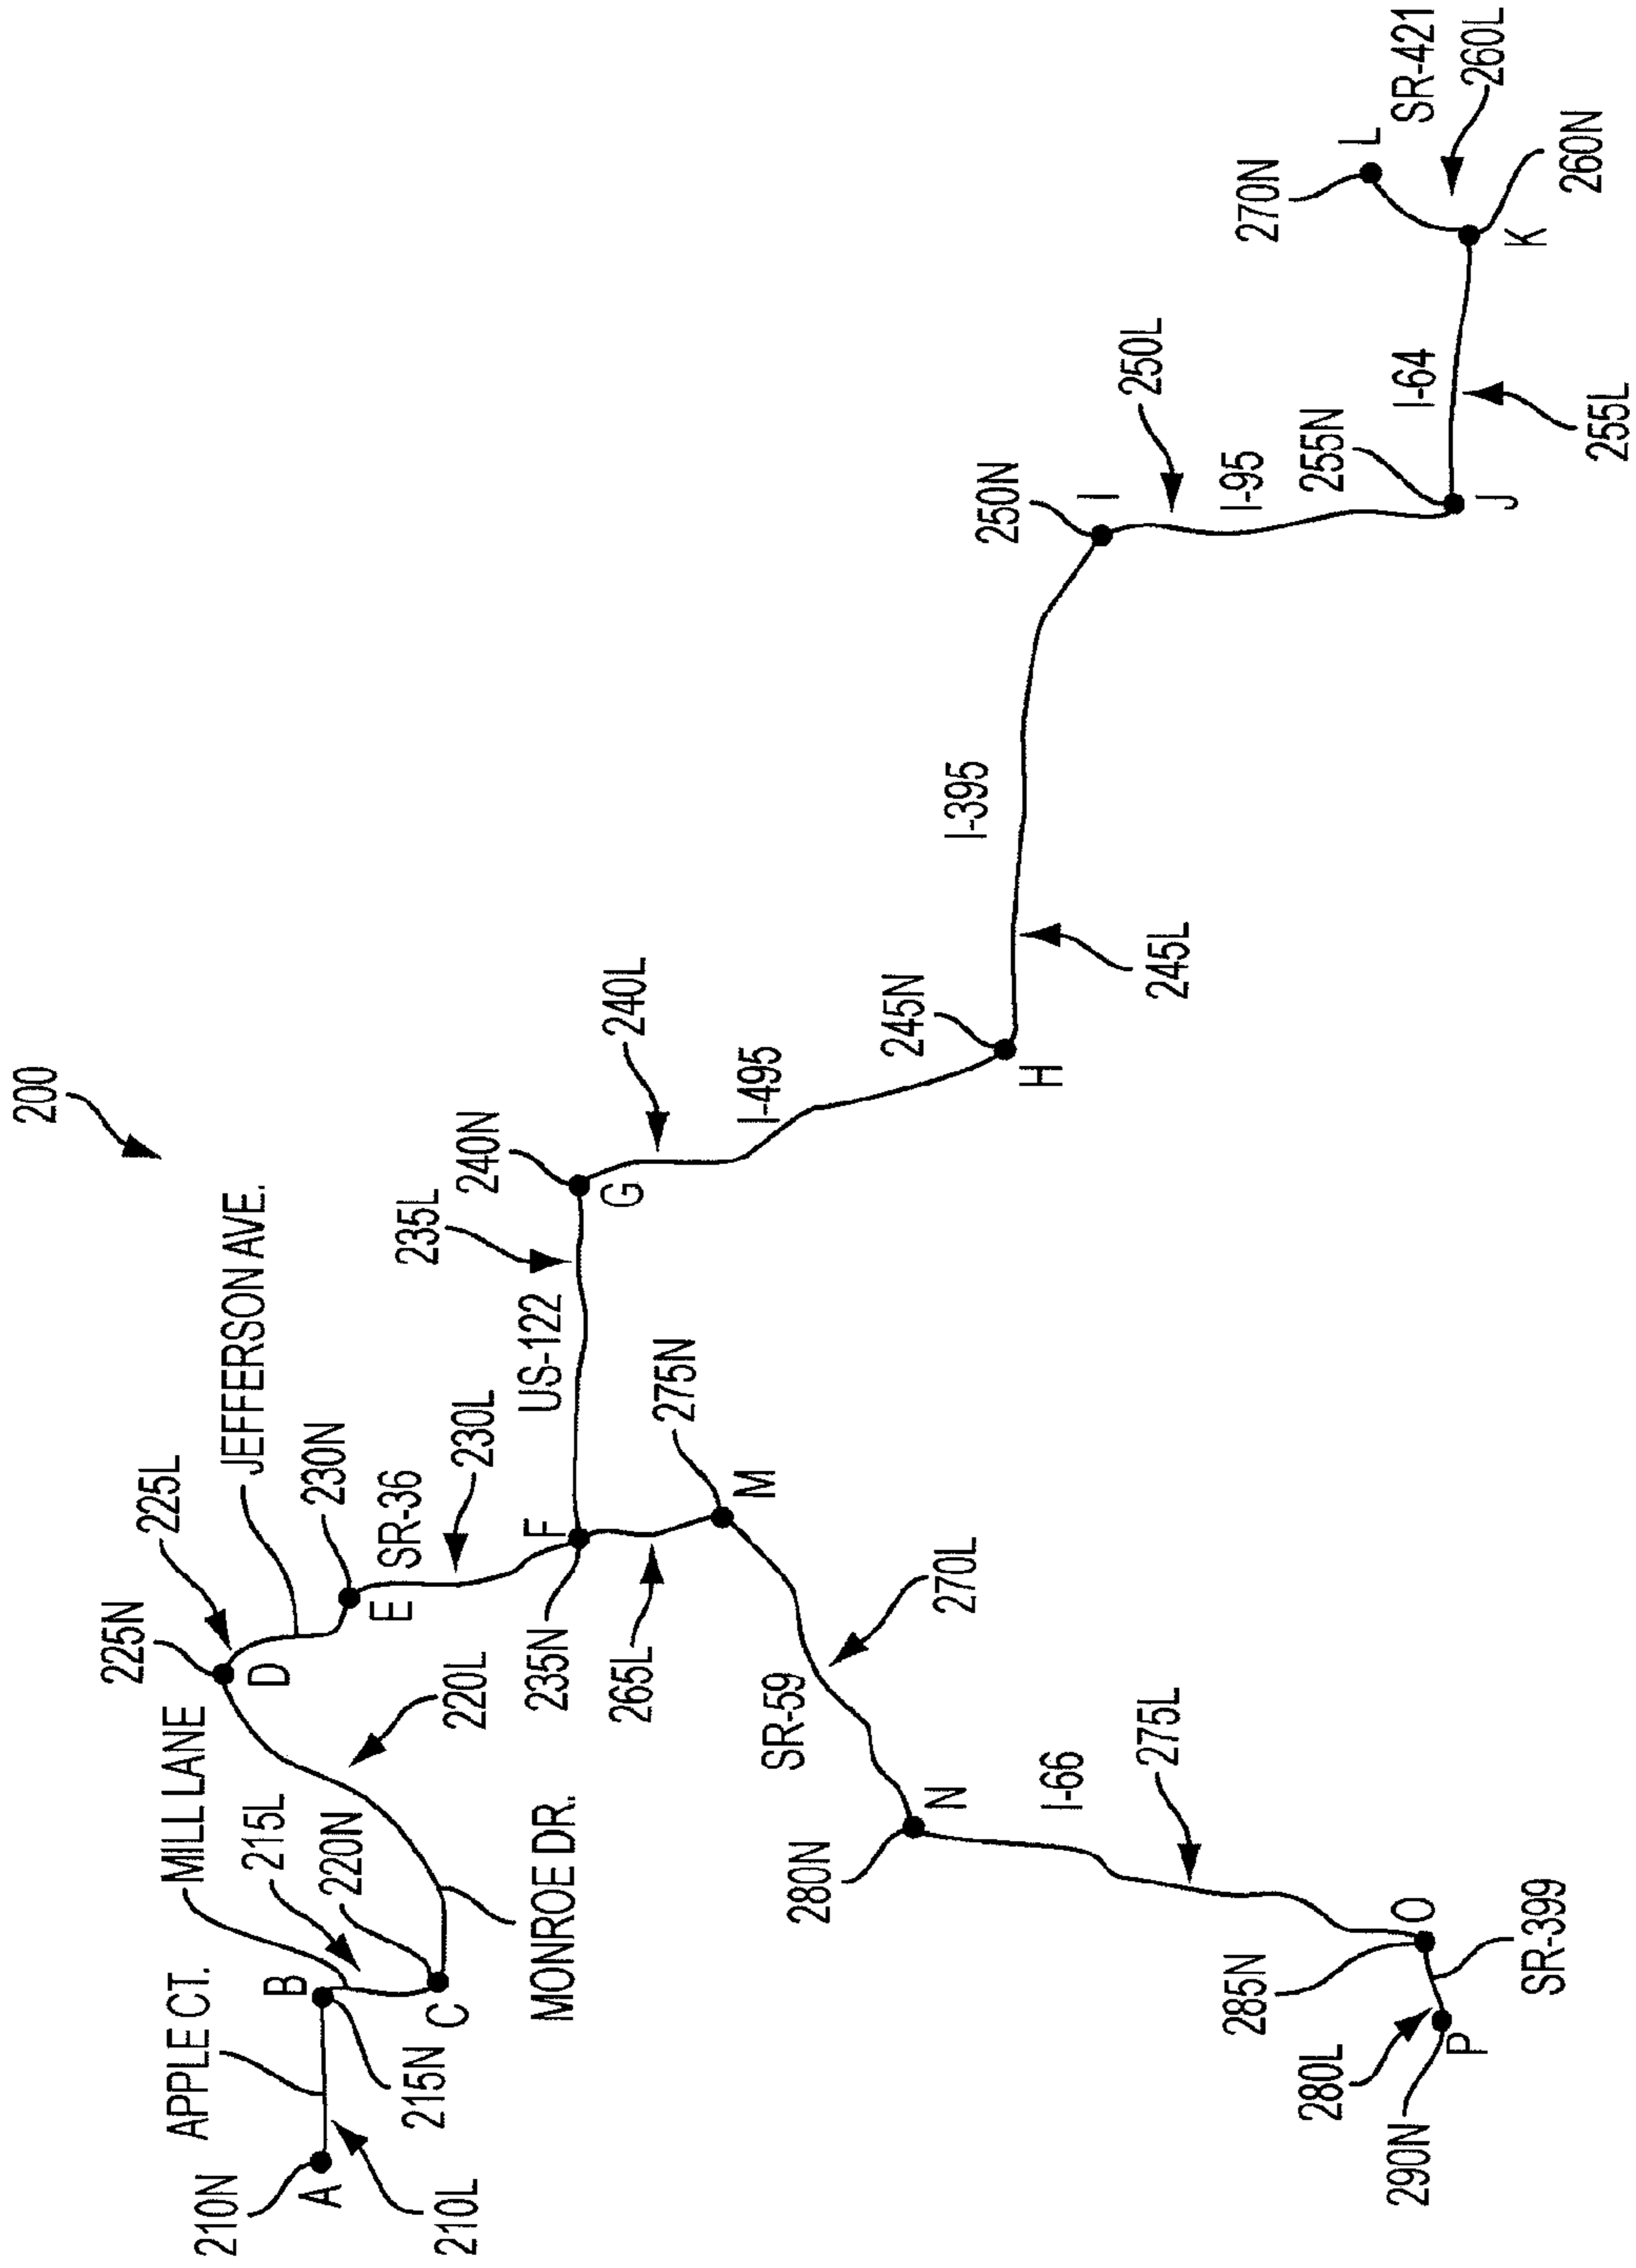 200
210N
A
210L
APPLE CT.
215N
B
MILL LANE
215L
220N
C
MONROE DR.
220L
225N
D
225L
JEFFERSON AVE.
230N
E
SR-36
230L
235N
F
US-122
235L
240N
G
240L
I-495
245N
H
245L
I-395
250N
I
250L
I-95
255N
J
I-64
255L
260N
K
SR-421
260L
270N
L
265L
275N
M
SR-59
270L
280N
N
I-66
275L
285N
O
SR-399
280L
P
290N